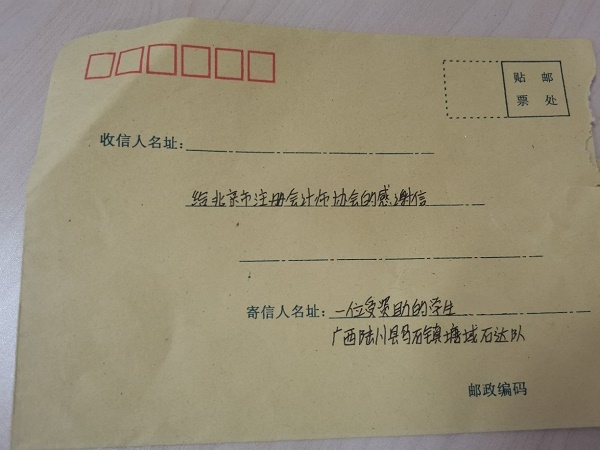 贴 邮
票 处
收信人名址:
给北京市注册会计师协会的感谢信
寄信人名址: 一位受资助的学生
广西陆川县乌石镇塘域石达队
邮政编码